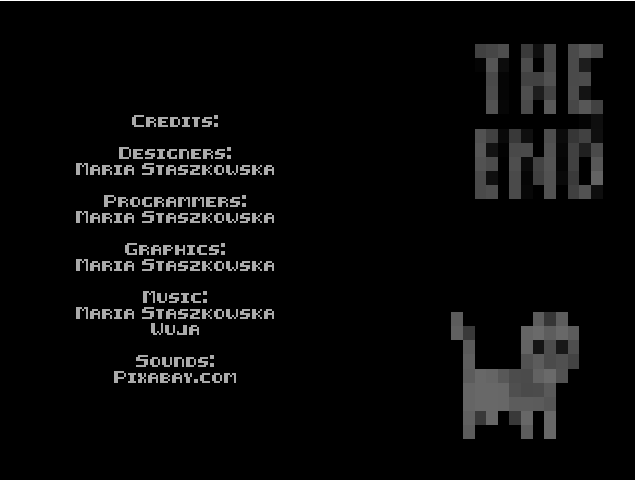 Credits:
Designers:
Maria Staszkowska
Programmers:
Maria Staszkowska
Graphics:
Maria Staszkowska
Music:
Maria Staszkowska
Wuja
Sounds:
Pixabay.com
THE
END